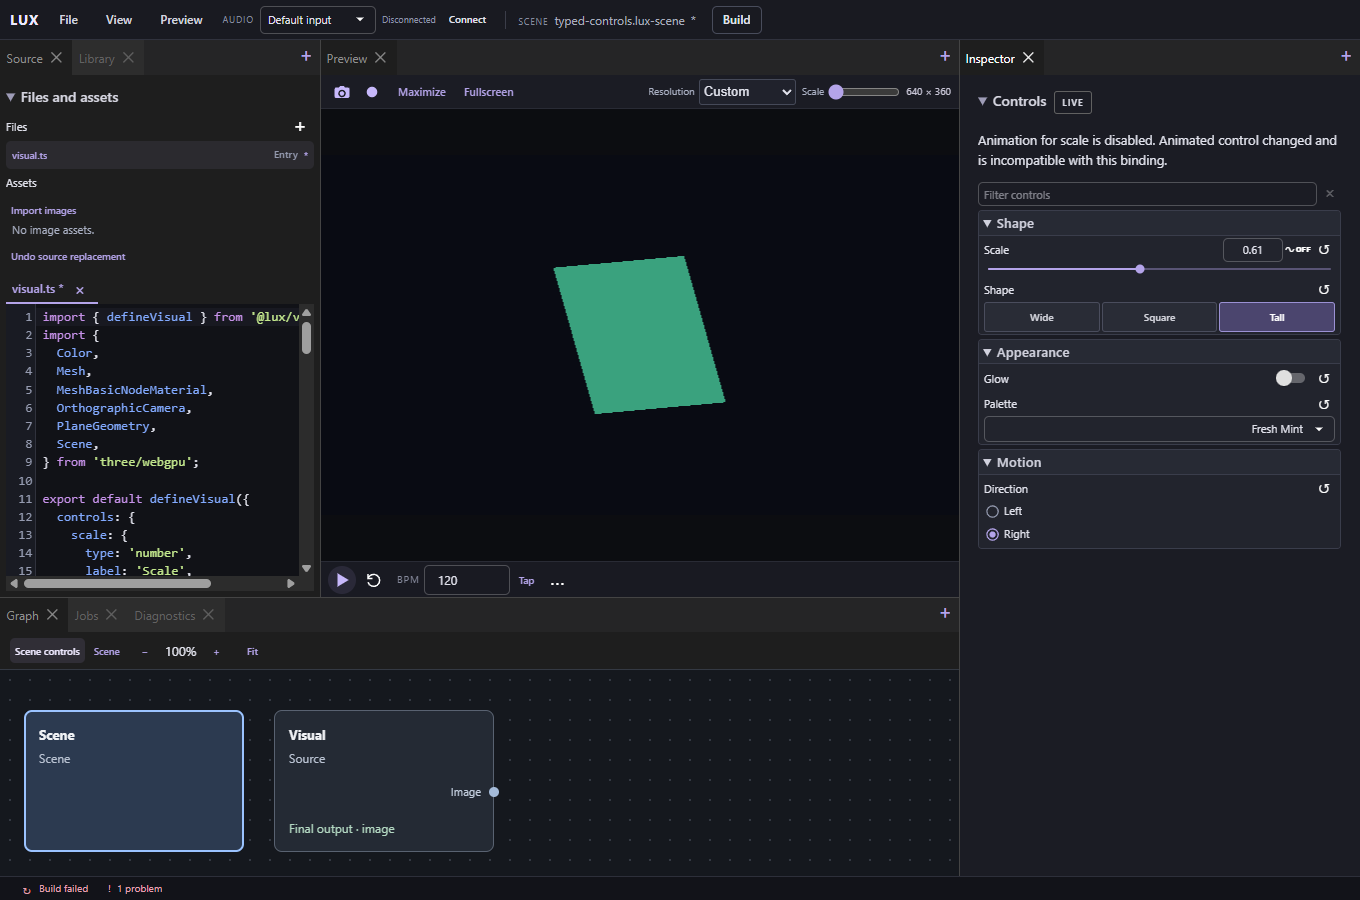 LUX File View Preview AUDIO Default input Disconnected Connect SCENE typed-controls.lux-scene * Build
Source Library
Files and assets
Files
visual.ts Entry *
Assets
Import images
No image assets.
Undo source replacement
visual.ts *
1 import { defineVisual } from '@lux/v
2 import {
3 Color,
4 Mesh,
5 MeshBasicNodeMaterial,
6 OrthographicCamera,
7 PlaneGeometry,
8 Scene,
9 } from 'three/webgpu';
10
11 export default defineVisual({
12 controls: {
13 scale: {
14 type: 'number',
15 label: 'Scale',
Preview
Maximize Fullscreen Resolution Custom Scale 640 × 360
BPM 120 Tap ...
Inspector
Controls LIVE
Animation for scale is disabled. Animated control changed and
is incompatible with this binding.
Filter controls
Shape
Scale 0.61 OFF
Shape
Wide Square Tall
Appearance
Glow
Palette
Fresh Mint
Motion
Direction
Left
Right
Graph Jobs Diagnostics
Scene controls Scene − 100% + Fit
Scene
Scene
Visual
Source
Image
Final output · image
Build failed ! 1 problem